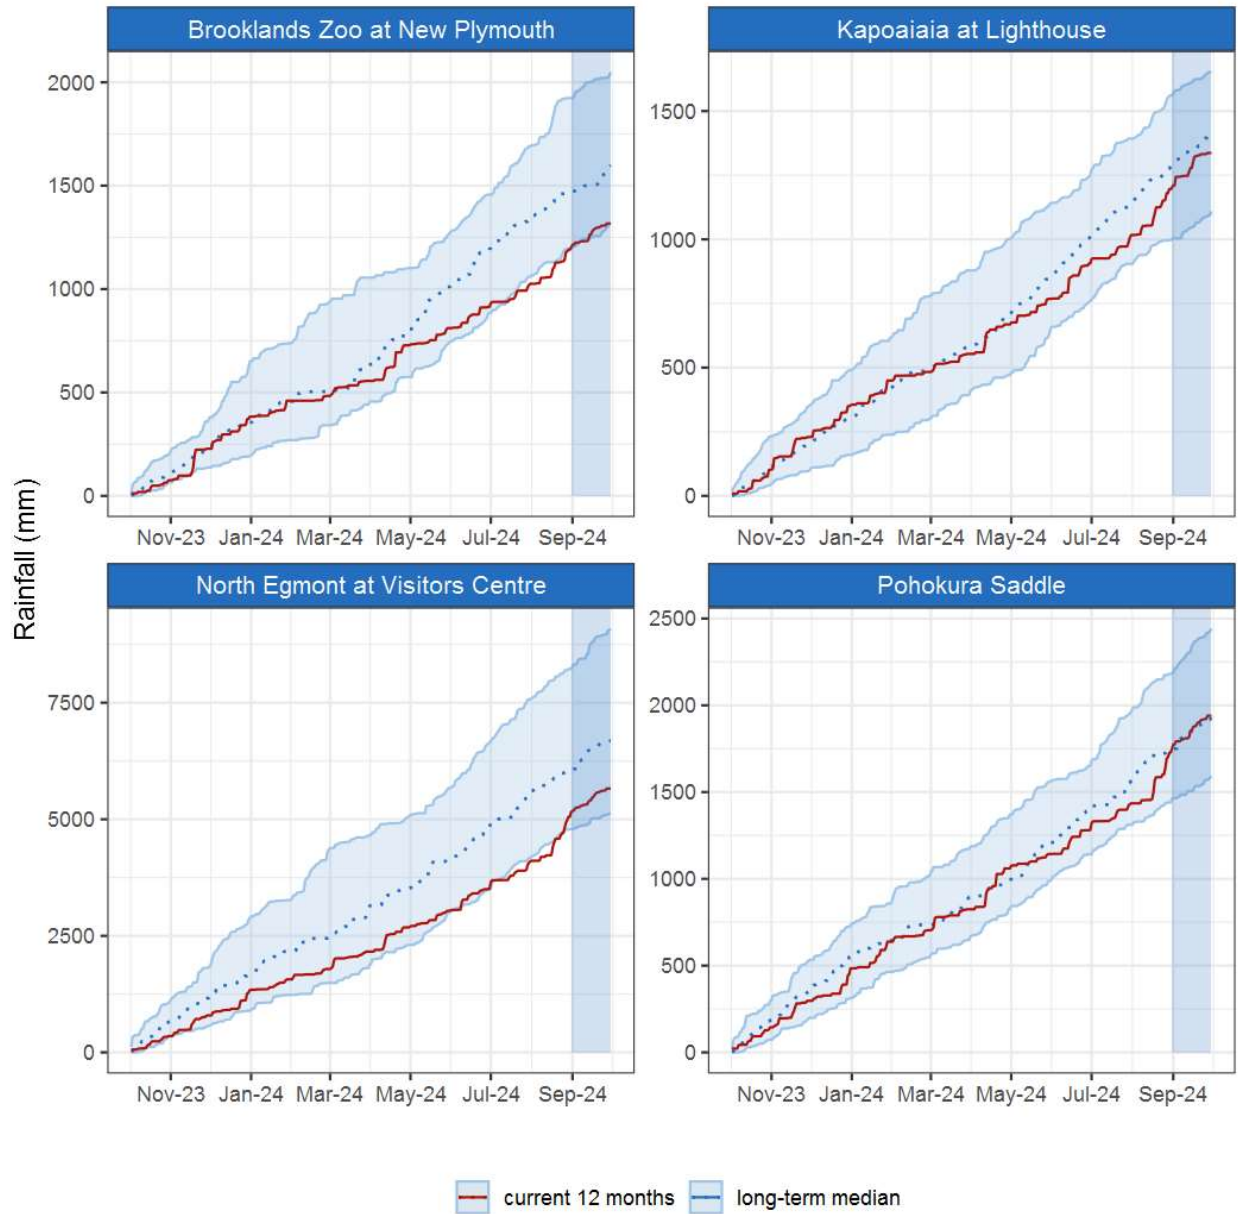 Brooklands Zoo at New Plymouth
Kapoaiaia at Lighthouse
2000
1500
1000
500
0
Nov-23 Jan-24 Mar-24 May-24 Jul-24 Sep-24
1500
1000
500
0
Nov-23 Jan-24 Mar-24 May-24 Jul-24 Sep-24
Rainfall (mm)
North Egmont at Visitors Centre
Pohokura Saddle
7500
5000
2500
0
Nov-23 Jan-24 Mar-24 May-24 Jul-24 Sep-24
2500
2000
1500
1000
500
0
Nov-23 Jan-24 Mar-24 May-24 Jul-24 Sep-24
current 12 months long-term median